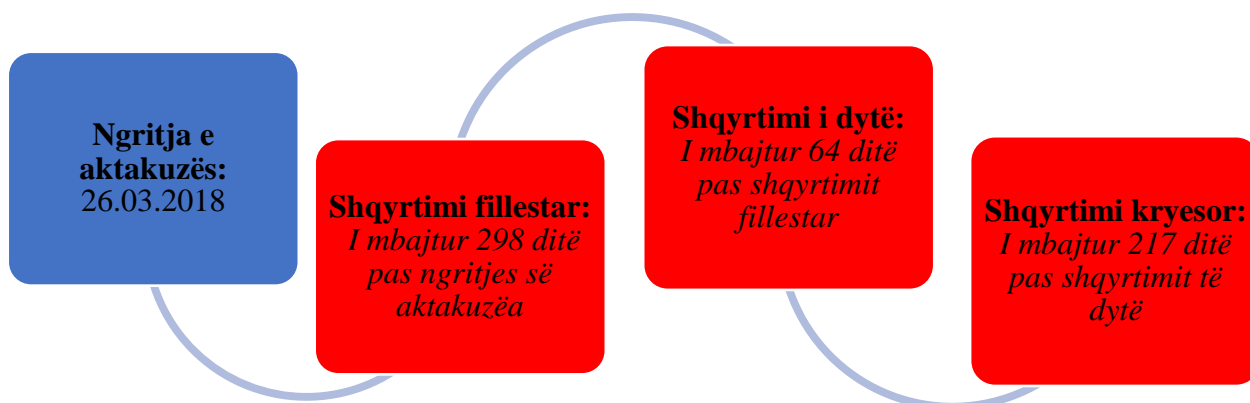 Ngritja e
aktakuzës:
26.03.2018
Shqyrtimi fillestar:
I mbajtur 298 ditë
pas ngritjes së
aktakuzëa
Shqyrtimi i dytë:
I mbajtur 64 ditë
pas shqyrtimit
fillestar
Shqyrtimi kryesor:
I mbajtur 217 ditë
pas shqyrtimit të
dytë